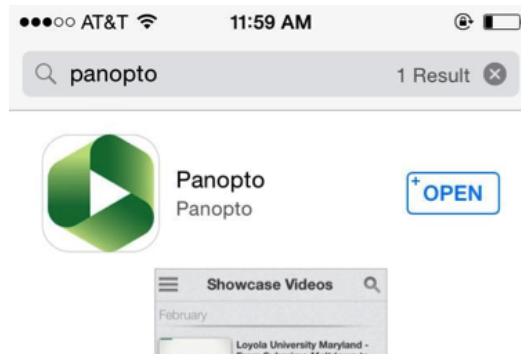 AT&T 11:59 AM
panopto 1 Result
Panopto
Panopto
+OPEN
Showcase Videos
February
Loyola University Maryland -